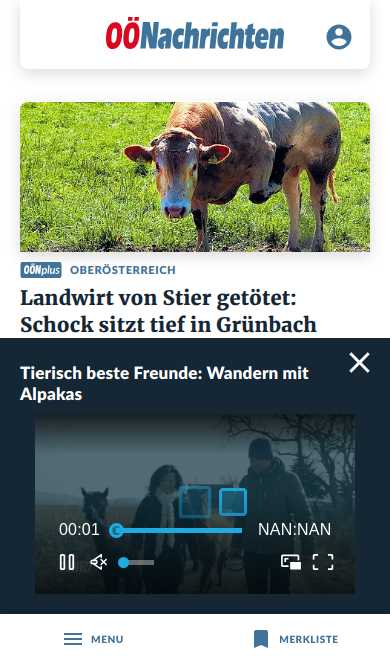 OÖNachrichten
OÖNplus OBERÖSTERREICH
Landwirt von Stier getötet:
Schock sitzt tief in Grünbach
Tierisch beste Freunde: Wandern mit
Alpakas
00:01 NAN:NAN
MENU MERKLISTE